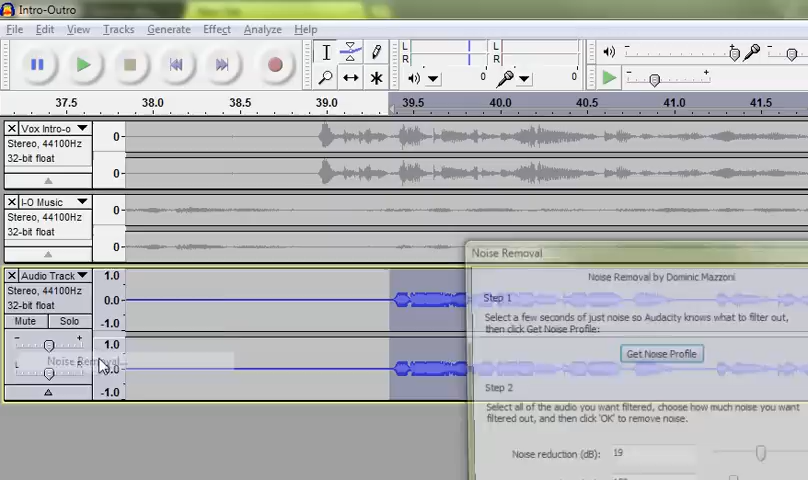 Intro-Outro
File Edit View Tracks Generate Effect Analyze Help
L
R
0
L
R
0
37.5 38.0 38.5 39.0 39.5 40.0 40.5 41.0 41.5
Vox Intro-o
Stereo, 44100Hz
32-bit float
0
0
I-O Music
Stereo, 44100Hz
32-bit float
0
0
Audio Track
Stereo, 44100Hz
32-bit float
Mute Solo
L R
1.0
0.0
-1.0
1.0
0.0
-1.0
Noise Removal...
Noise Removal
Noise Removal by Dominic Mazzoni
Step 1
Select a few seconds of just noise so Audacity knows what to filter out,
then click Get Noise Profile:
Get Noise Profile
Step 2
Select all of the audio you want filtered, choose how much noise you want
filtered out, and then click 'OK' to remove noise.
Noise reduction (dB): 19